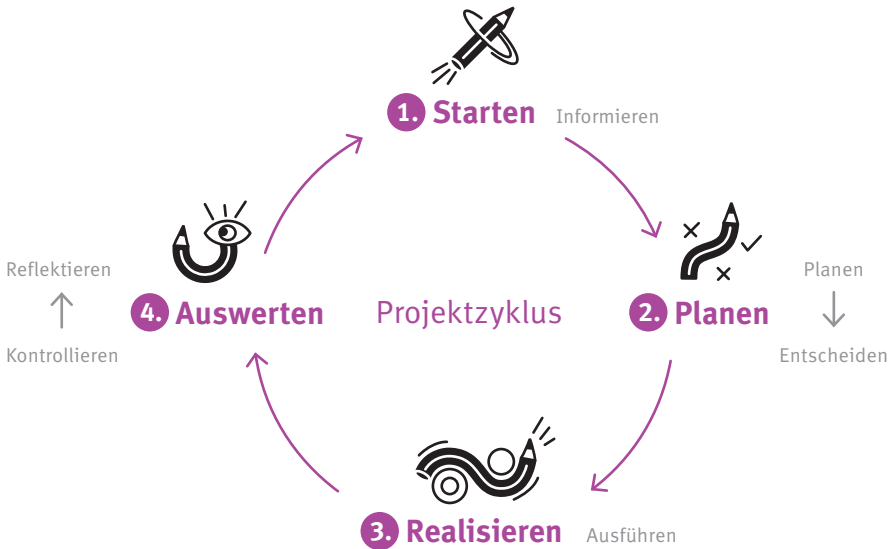 1. Starten Informieren
Reflektieren
4. Auswerten
Kontrollieren
Projektzyklus
2. Planen
Planen
Entscheiden
3. Realisieren Ausführen